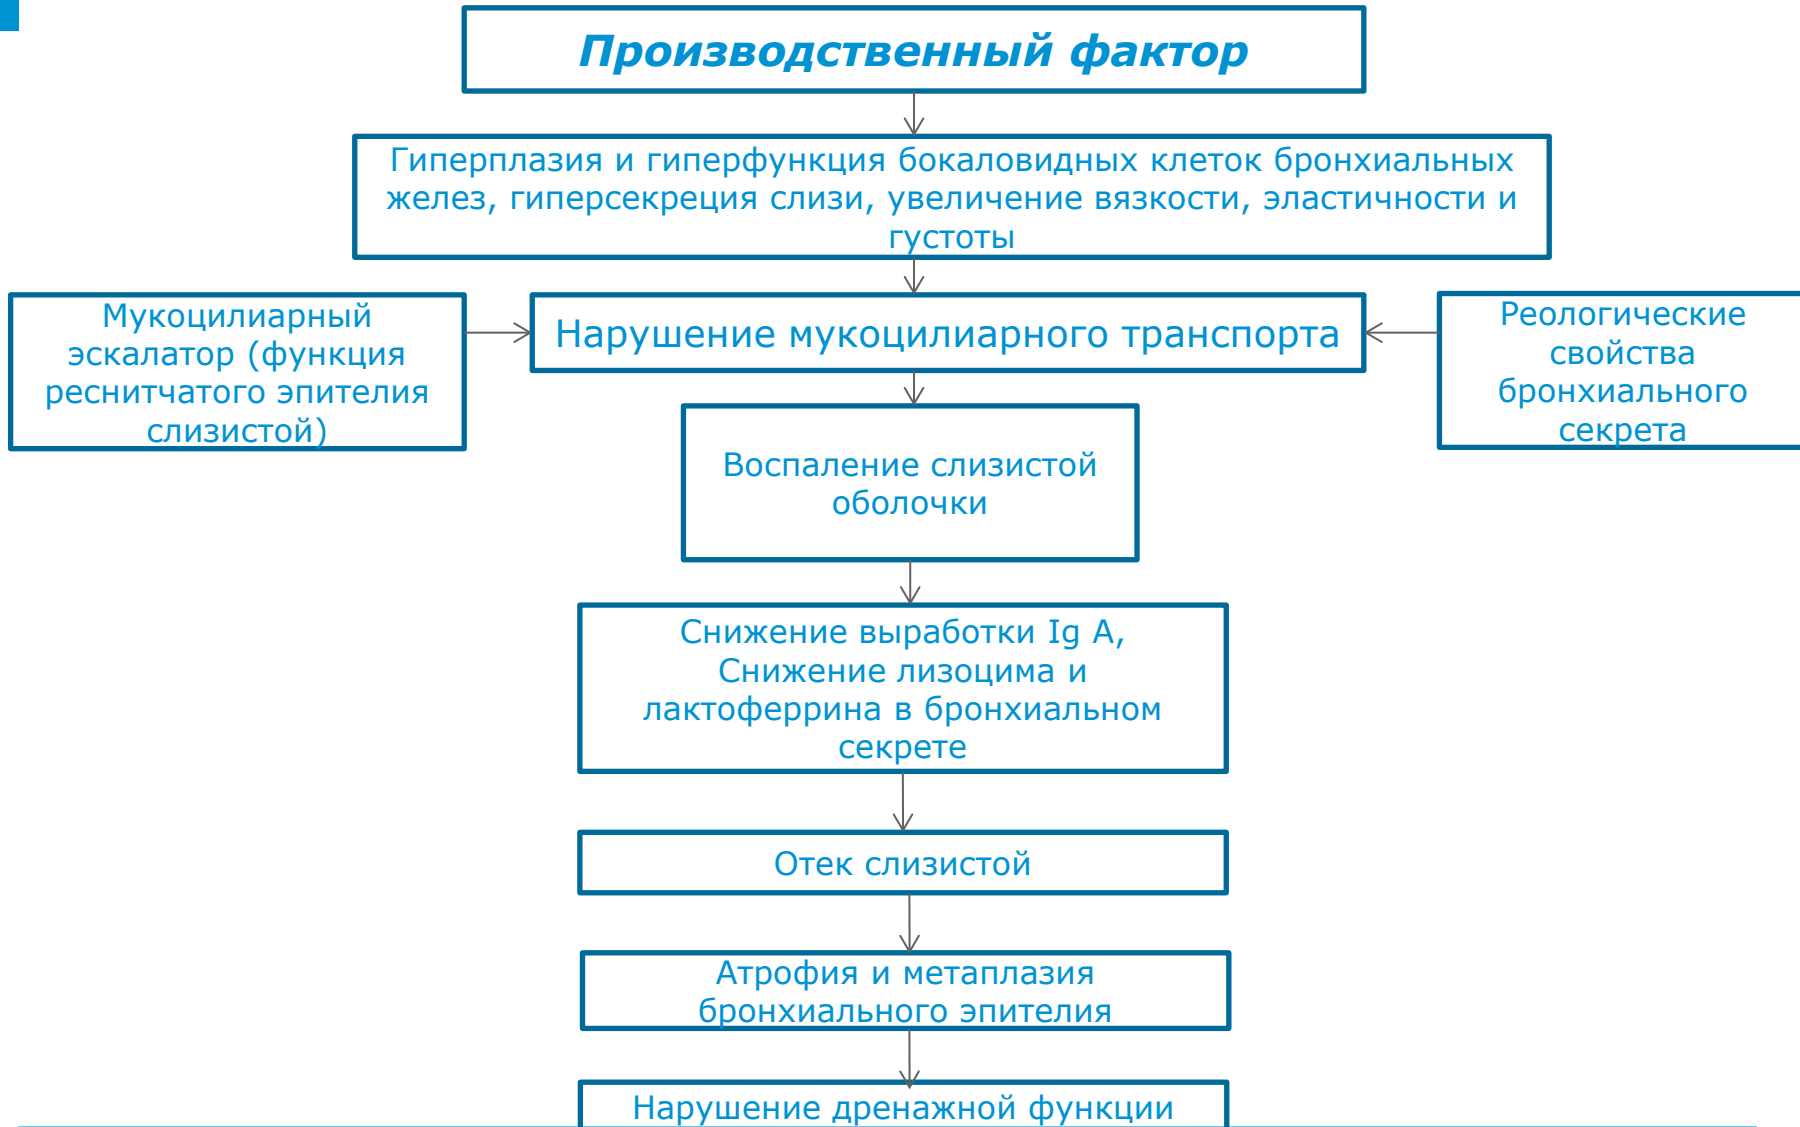 Производственный фактор
Гиперплазия и гиперфункция бокаловидных клеток бронхиальных
желез, гиперсекреция слизи, увеличение вязкости, эластичности и
густоты
Мукоцилиарный
эскалатор (функция
реснитчатого эпителия
слизистой)
Нарушение мукоцилиарного транспорта
Реологические
свойства
бронхиального
секрета
Воспаление слизистой
оболочки
Снижение выработки Ig A,
Снижение лизоцима и
лактоферрина в бронхиальном
секрете
Отек слизистой
Атрофия и метаплазия
бронхиального эпителия
Нарушение дренажной функции